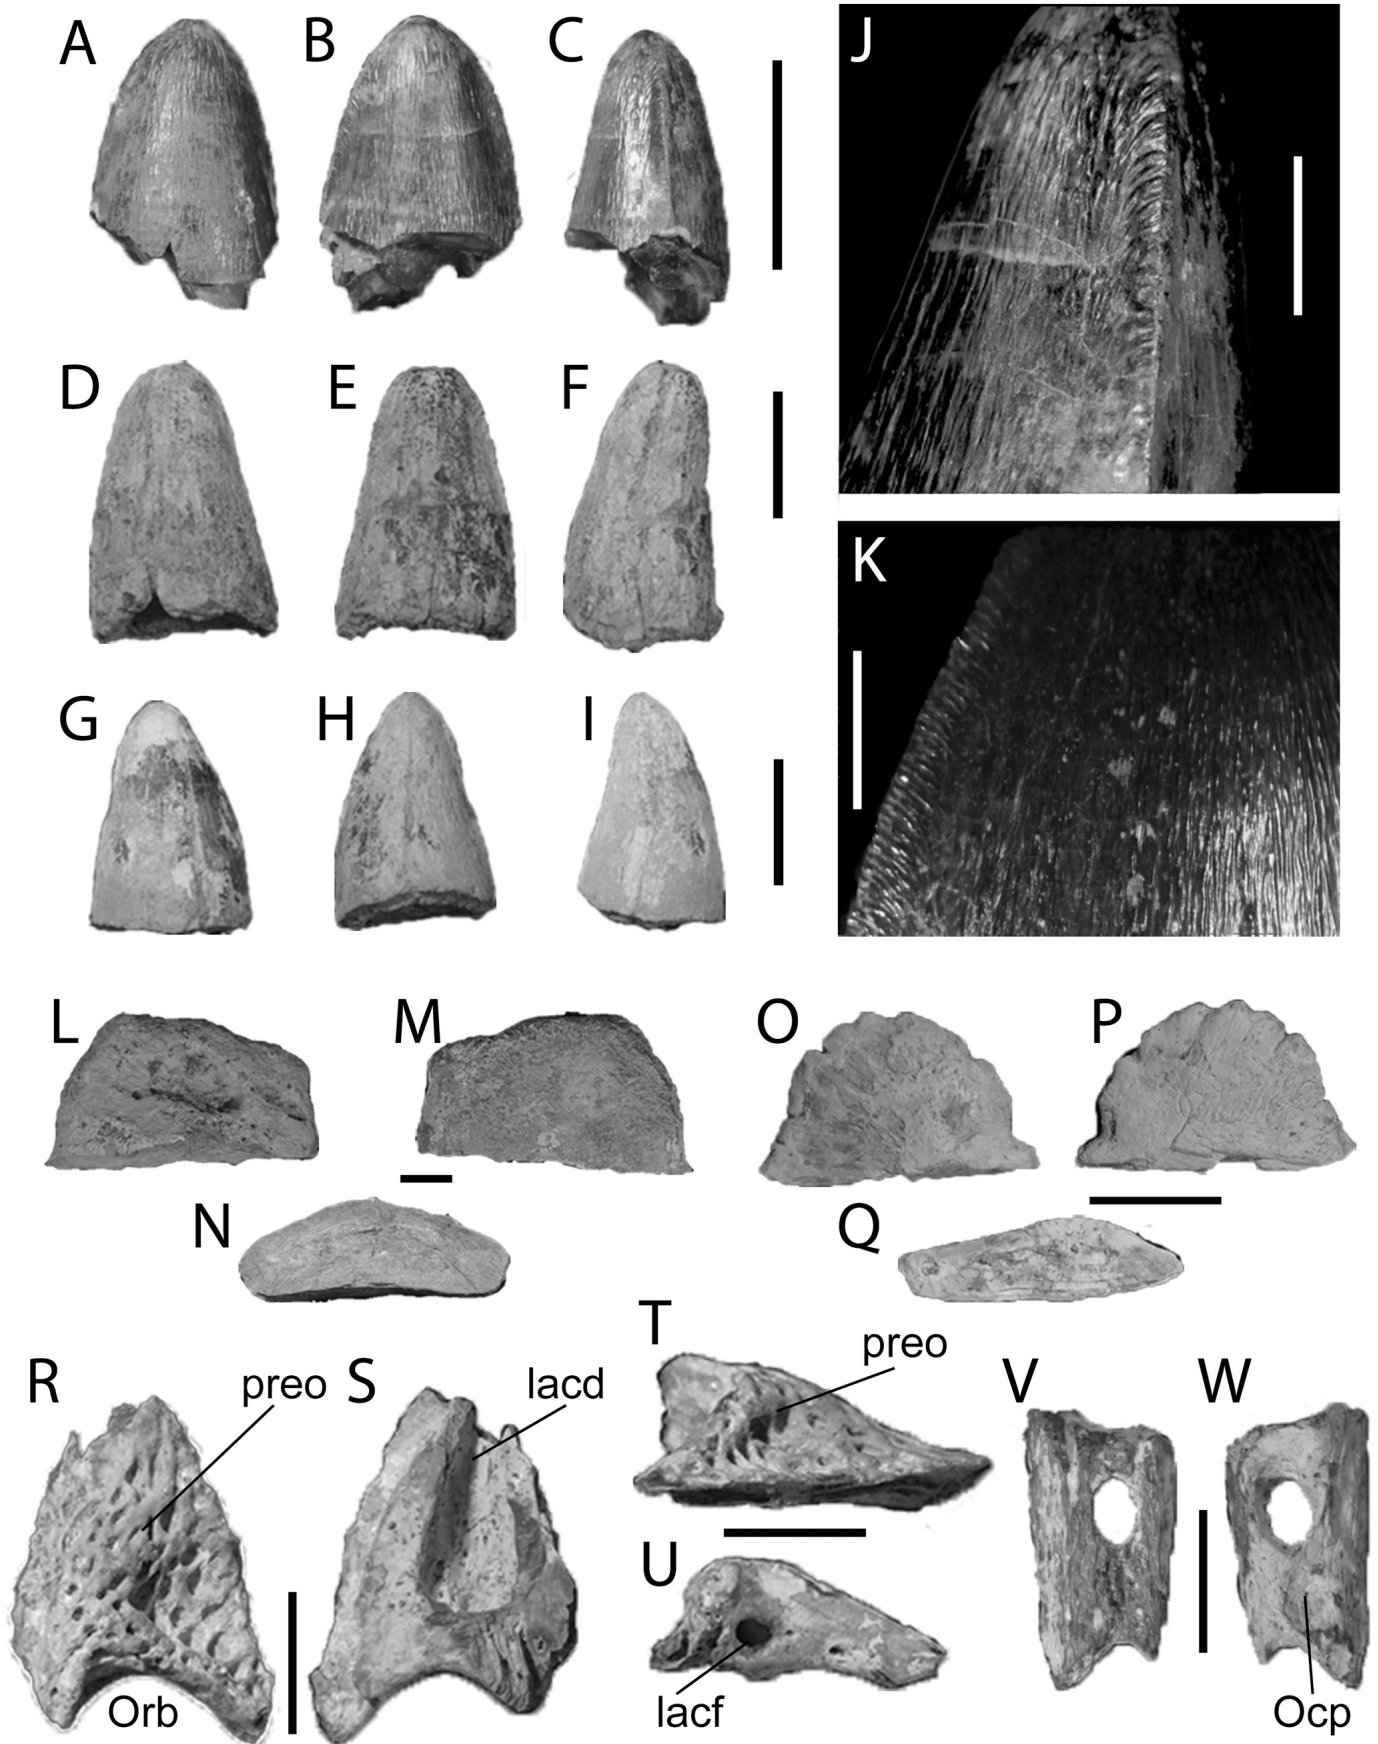 A B C J
D E F
K
G H I
L M O P
N Q
T
R preo S lacd preo V W
U
Orb lacf Ocp